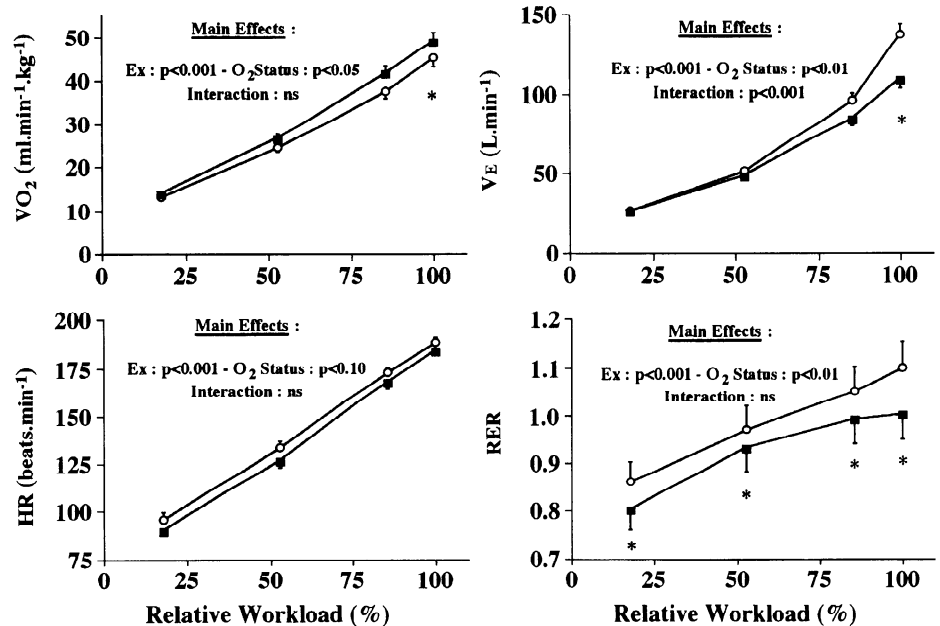 Main Effects :
Ex : p<0.001 - O2Status : p<0.05
Interaction : ns
*
50
40
30
20
10
0
VO2 (ml.min-1.kg-1)
0 25 50 75 100
Main Effects :
Ex : p<0.001 - O2 Status : p<0.01
Interaction : p<0.001
*
150
100
50
0
VE (L.min-1)
0 25 50 75 100
Main Effects :
Ex : p<0.001 - O2 Status : p<0.10
Interaction : ns
200
175
150
125
100
75
HR (beats.min-1)
0 25 50 75 100
Relative Workload (%)
Main Effects :
Ex : p<0.001 - O2 Status : p<0.01
Interaction : ns
* * * *
1.2
1.1
1.0
0.9
0.8
0.7
RER
0 25 50 75 100
Relative Workload (%)